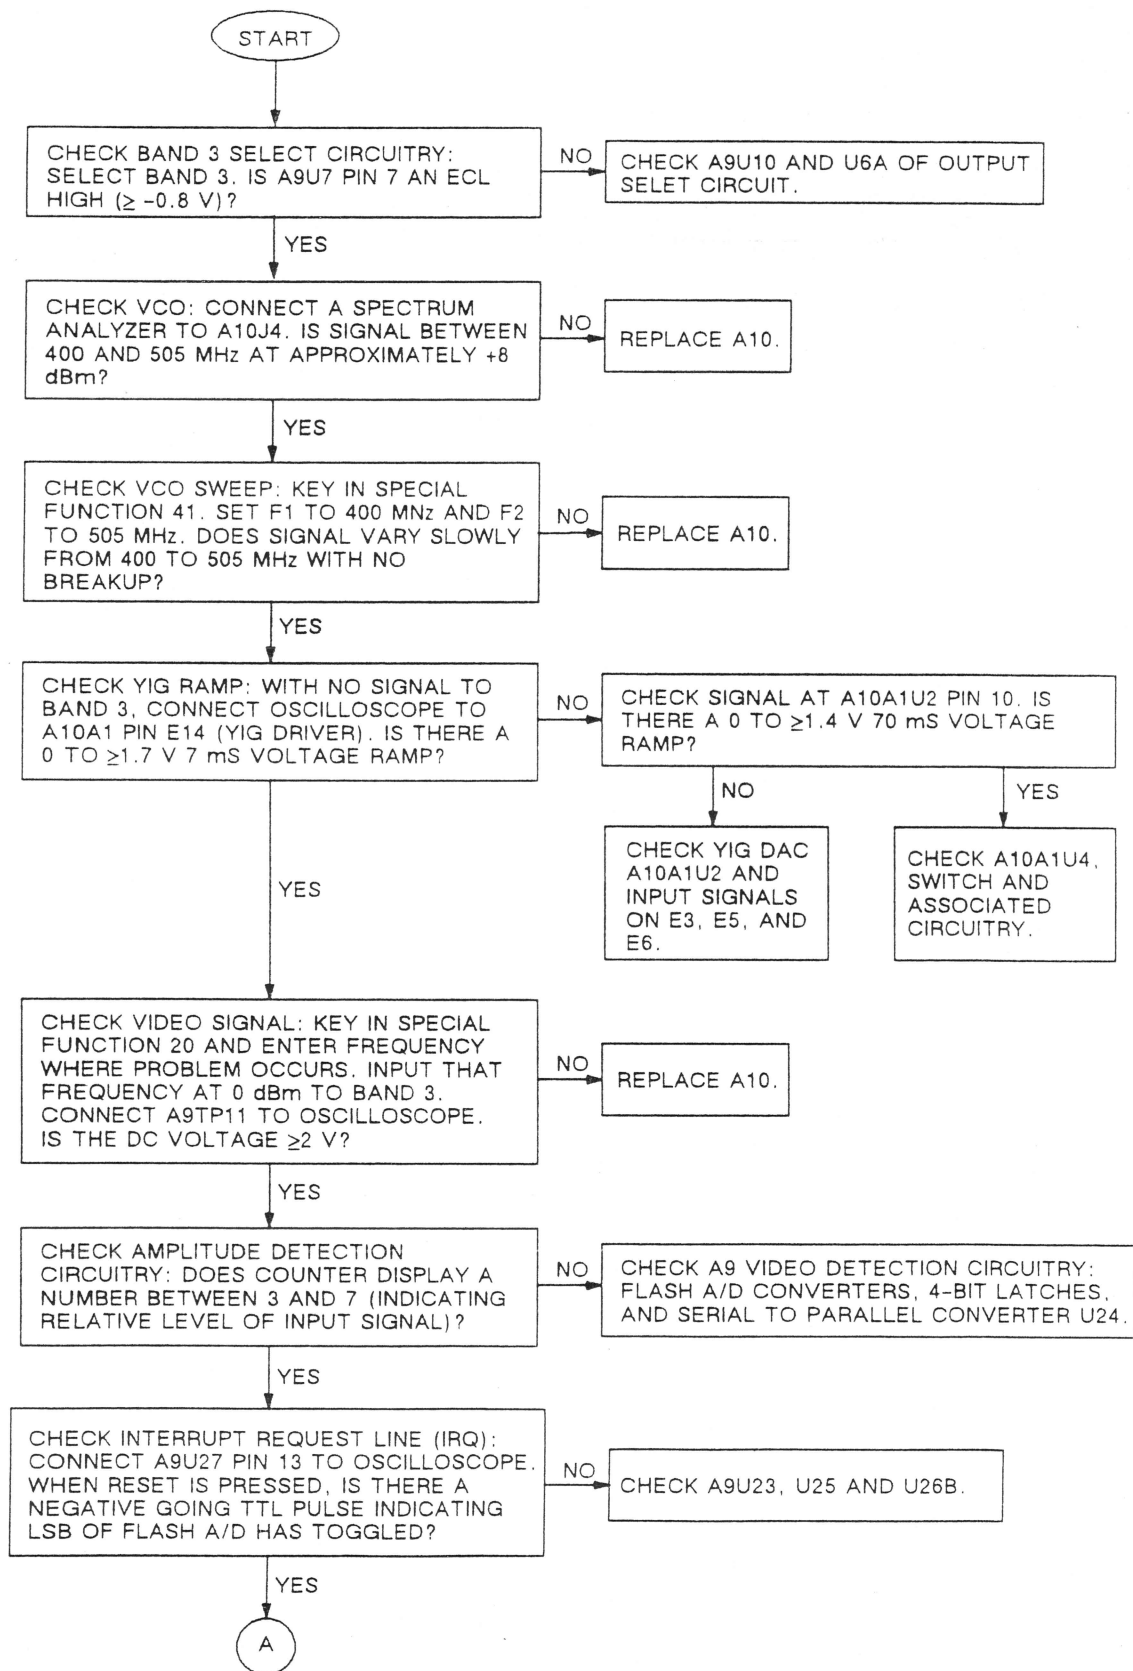 START
CHECK BAND 3 SELECT CIRCUITRY:
SELECT BAND 3. IS A9U7 PIN 7 AN ECL
HIGH (≥ -0.8 V)?
NO
CHECK A9U10 AND U6A OF OUTPUT
SELET CIRCUIT.
YES
CHECK VCO: CONNECT A SPECTRUM
ANALYZER TO A10J4. IS SIGNAL BETWEEN
400 AND 505 MHz AT APPROXIMATELY +8
dBm?
NO
REPLACE A10.
YES
CHECK VCO SWEEP: KEY IN SPECIAL
FUNCTION 41. SET F1 TO 400 MNz AND F2
TO 505 MHz. DOES SIGNAL VARY SLOWLY
FROM 400 TO 505 MHz WITH NO
BREAKUP?
NO
REPLACE A10.
YES
CHECK YIG RAMP: WITH NO SIGNAL TO
BAND 3, CONNECT OSCILLOSCOPE TO
A10A1 PIN E14 (YIG DRIVER). IS THERE A
0 TO ≥1.7 V 7 mS VOLTAGE RAMP?
NO
CHECK SIGNAL AT A10A1U2 PIN 10. IS
THERE A 0 TO ≥1.4 V 70 mS VOLTAGE
RAMP?
NO
YES
CHECK YIG DAC
A10A1U2 AND
INPUT SIGNALS
ON E3, E5, AND
E6.
CHECK A10A1U4,
SWITCH AND
ASSOCIATED
CIRCUITRY.
YES
CHECK VIDEO SIGNAL: KEY IN SPECIAL
FUNCTION 20 AND ENTER FREQUENCY
WHERE PROBLEM OCCURS. INPUT THAT
FREQUENCY AT 0 dBm TO BAND 3.
CONNECT A9TP11 TO OSCILLOSCOPE.
IS THE DC VOLTAGE ≥2 V?
NO
REPLACE A10.
YES
CHECK AMPLITUDE DETECTION
CIRCUITRY: DOES COUNTER DISPLAY A
NUMBER BETWEEN 3 AND 7 (INDICATING
RELATIVE LEVEL OF INPUT SIGNAL)?
NO
CHECK A9 VIDEO DETECTION CIRCUITRY:
FLASH A/D CONVERTERS, 4-BIT LATCHES,
AND SERIAL TO PARALLEL CONVERTER U24.
YES
CHECK INTERRUPT REQUEST LINE (IRQ):
CONNECT A9U27 PIN 13 TO OSCILLOSCOPE.
WHEN RESET IS PRESSED, IS THERE A
NEGATIVE GOING TTL PULSE INDICATING
LSB OF FLASH A/D HAS TOGGLED?
NO
CHECK A9U23, U25 AND U26B.
YES
A